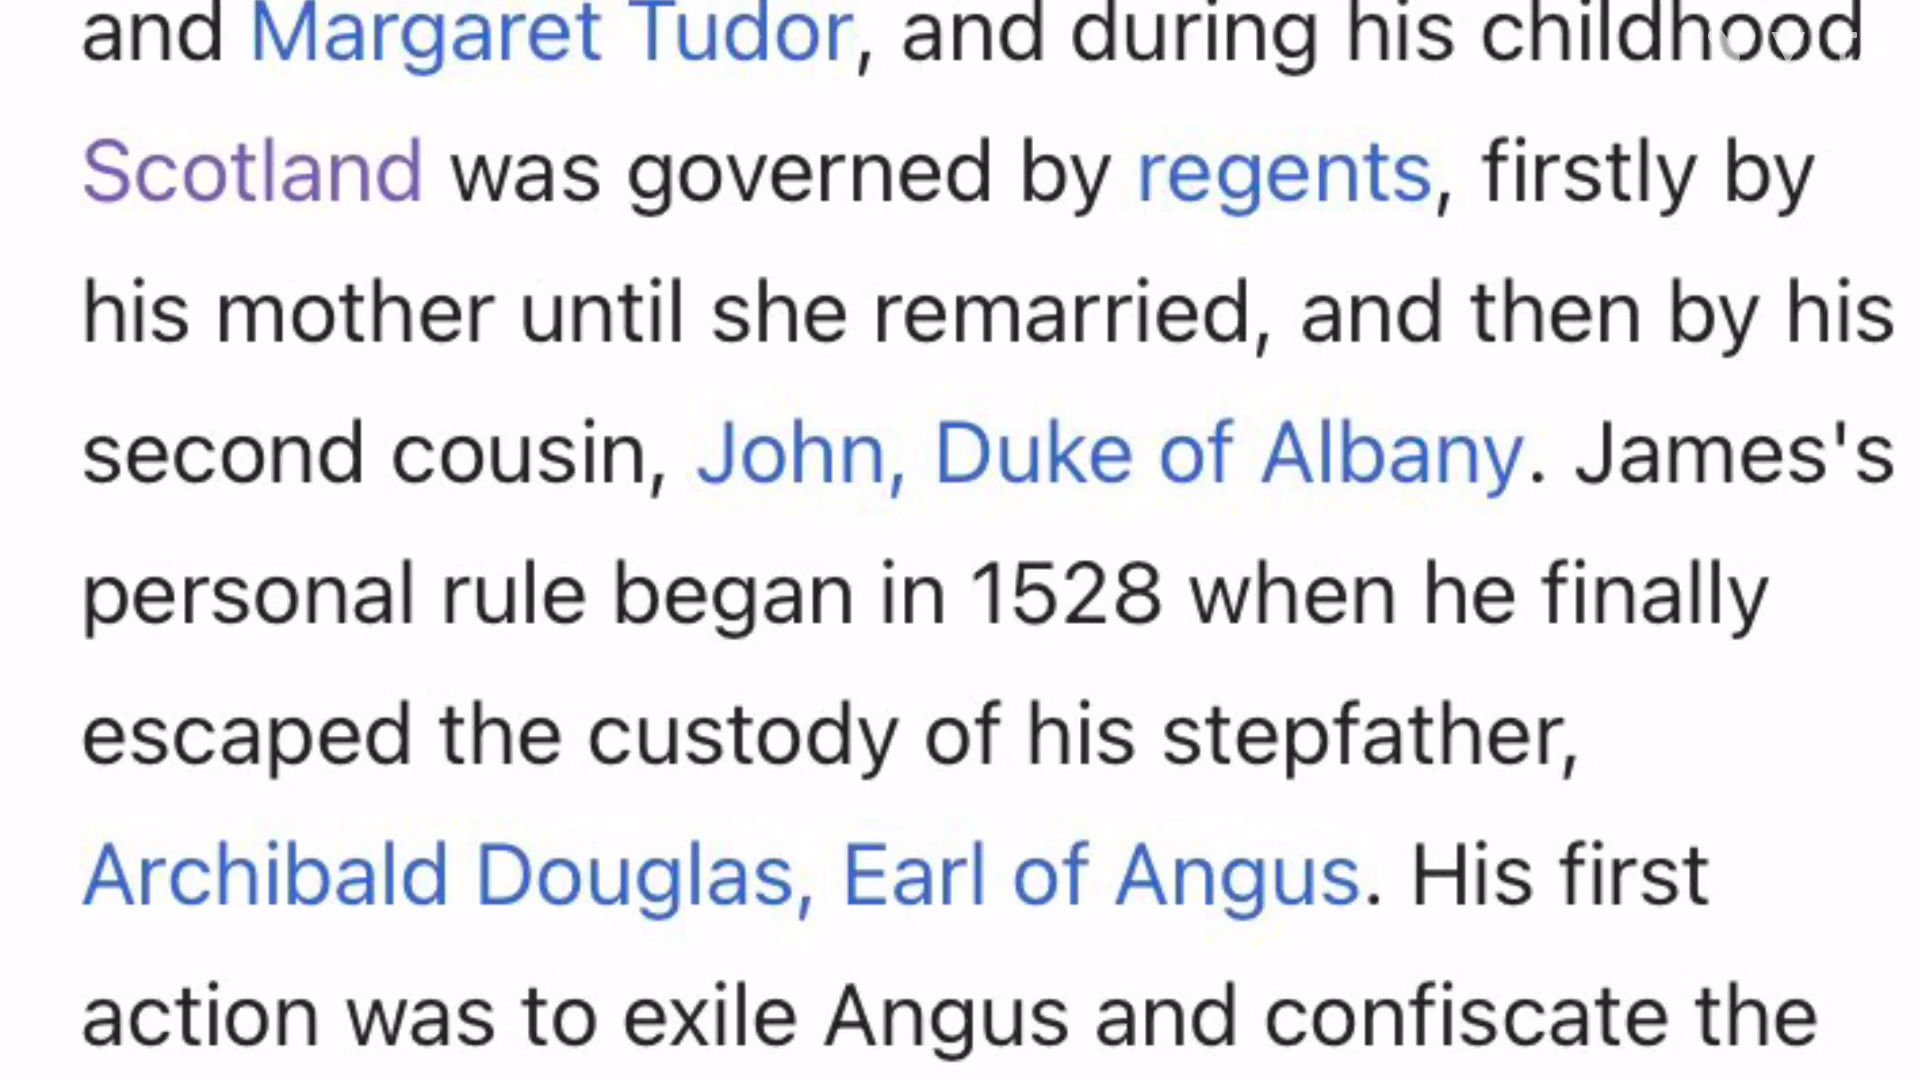 and Margaret Tudor, and during his childhood
Scotland was governed by regents, firstly by
his mother until she remarried, and then by his
second cousin, John, Duke of Albany. James's
personal rule began in 1528 when he finally
escaped the custody of his stepfather,
Archibald Douglas, Earl of Angus. His first
action was to exile Angus and confiscate the